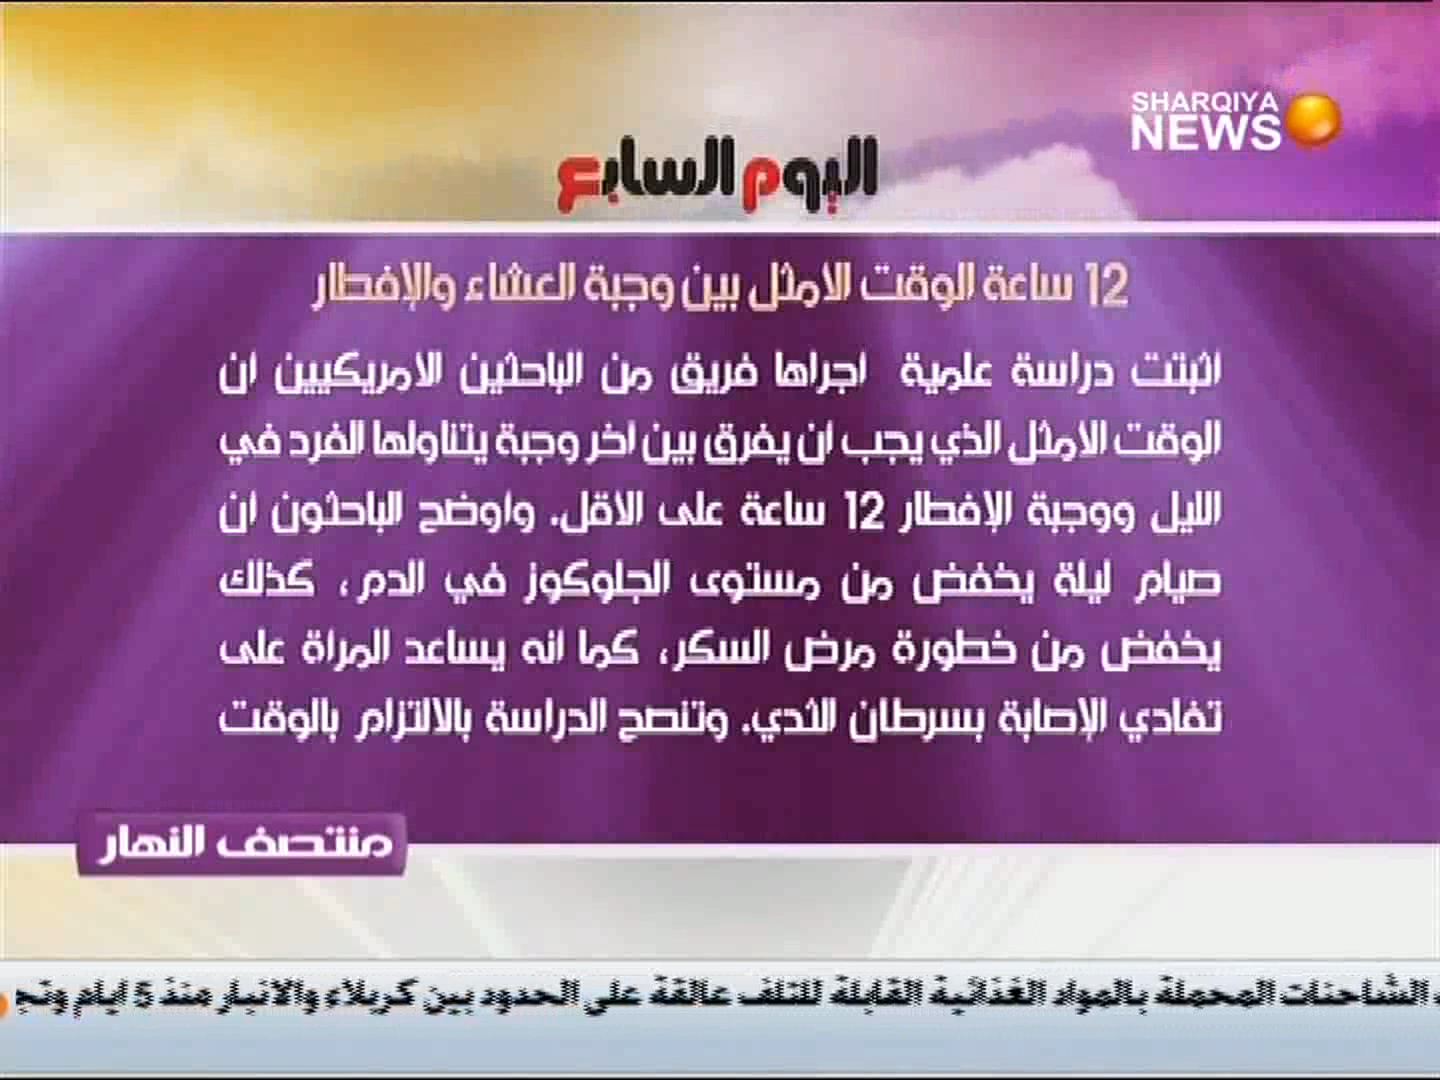 SHARQIYA
NEWS
اليوم السابع
12 ساعة الوقت الامثل بين وجبة العشاء والإفطار
اثبتت دراسة علمية اجراها فريق من الباحثين الامريكيين ان
الوقت الامثل الذي يجب ان يفرق بين اخر وجبة يتناولها الفرد في
الليل ووجبة الإفطار 12 ساعة على الاقل. واوضح الباحثون ان
صيام ليلة يخفض من مستوى الجلوكوز في الدم، كذلك
يخفض من خطورة مرض السكر، كما انه يساعد المراة على
تفادي الإصابة بسرطان الثدي. وتنصح الدراسة بالالتزام بالوقت
منتصف النهار
الشاحنات المحملة بالمواد الغذائية القابلة للتلف عالقة على الحدود بين كربلاء والانبار منذ 5 ايام وتج